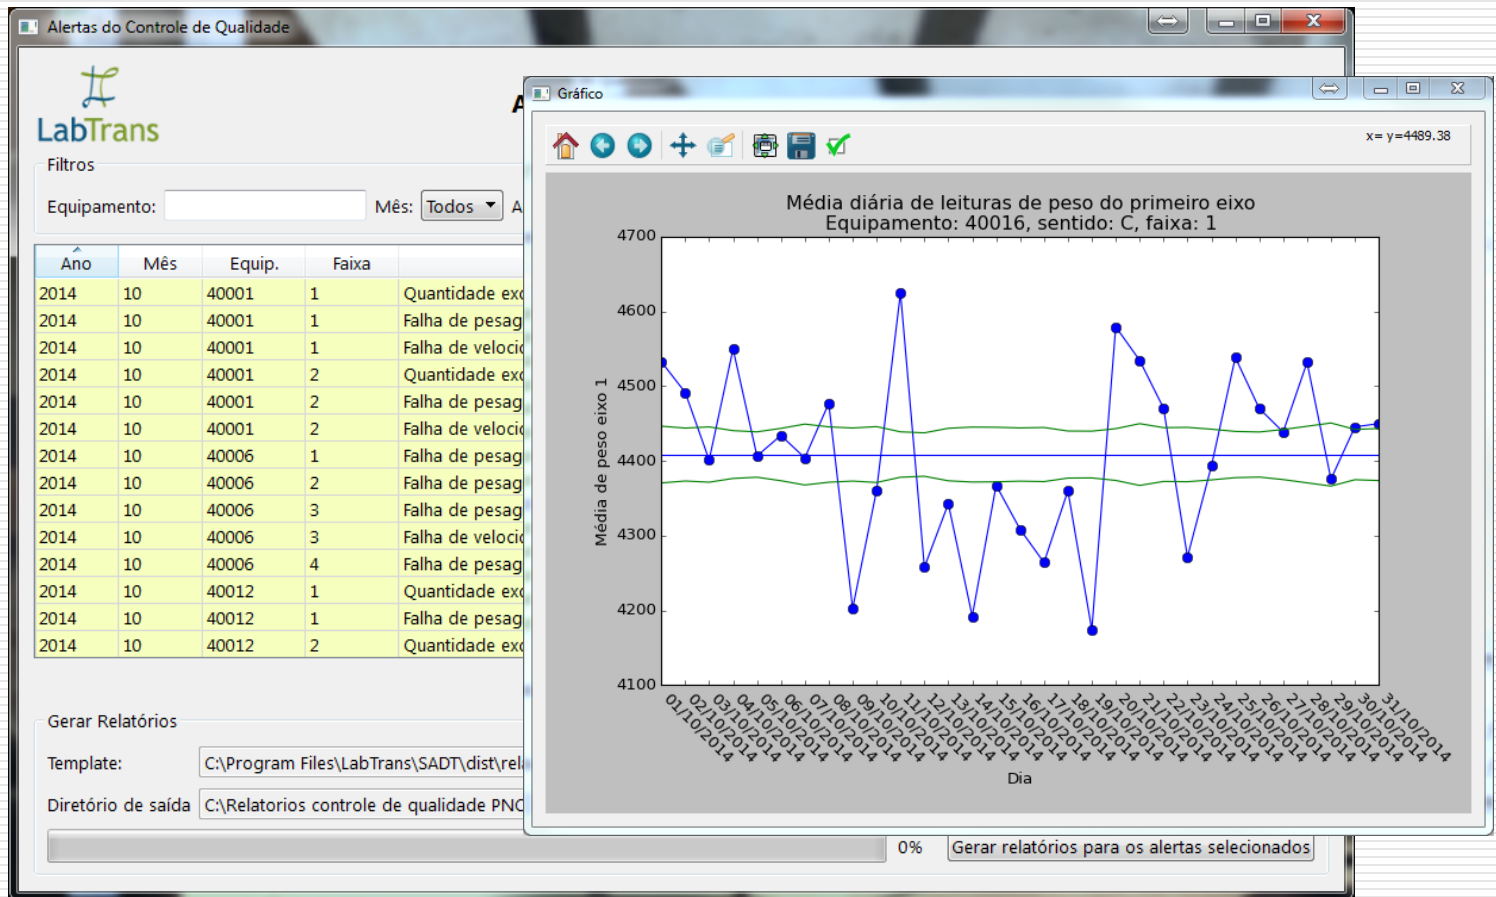 Alertas do Controle de Qualidade
LabTrans
Filtros
Equipamento:
Mês: Todos
Ano Mês Equip. Faixa
2014 10 40001 1 Quantidade exc
2014 10 40001 1 Falha de pesag
2014 10 40001 1 Falha de velocid
2014 10 40001 2 Quantidade exc
2014 10 40001 2 Falha de pesag
2014 10 40001 2 Falha de velocid
2014 10 40006 1 Falha de pesag
2014 10 40006 2 Falha de pesag
2014 10 40006 3 Falha de pesag
2014 10 40006 3 Falha de velocid
2014 10 40006 4 Falha de pesag
2014 10 40012 1 Quantidade exc
2014 10 40012 1 Falha de pesag
2014 10 40012 2 Quantidade exc
Gerar Relatórios
Template: C:\Program Files\LabTrans\SADT\dist\rela
Diretório de saída C:\Relatorios controle de qualidade PNC
0%
Gerar relatórios para os alertas selecionados
Gráfico
x= y=4489.38
Média diária de leituras de peso do primeiro eixo
Equipamento: 40016, sentido: C, faixa: 1
Média de peso eixo 1
4700
4600
4500
4400
4300
4200
4100
01/10/2014
02/10/2014
03/10/2014
04/10/2014
05/10/2014
06/10/2014
07/10/2014
08/10/2014
09/10/2014
10/10/2014
11/10/2014
12/10/2014
13/10/2014
14/10/2014
15/10/2014
16/10/2014
17/10/2014
18/10/2014
19/10/2014
20/10/2014
21/10/2014
22/10/2014
23/10/2014
24/10/2014
25/10/2014
26/10/2014
27/10/2014
28/10/2014
29/10/2014
30/10/2014
31/10/2014
Dia